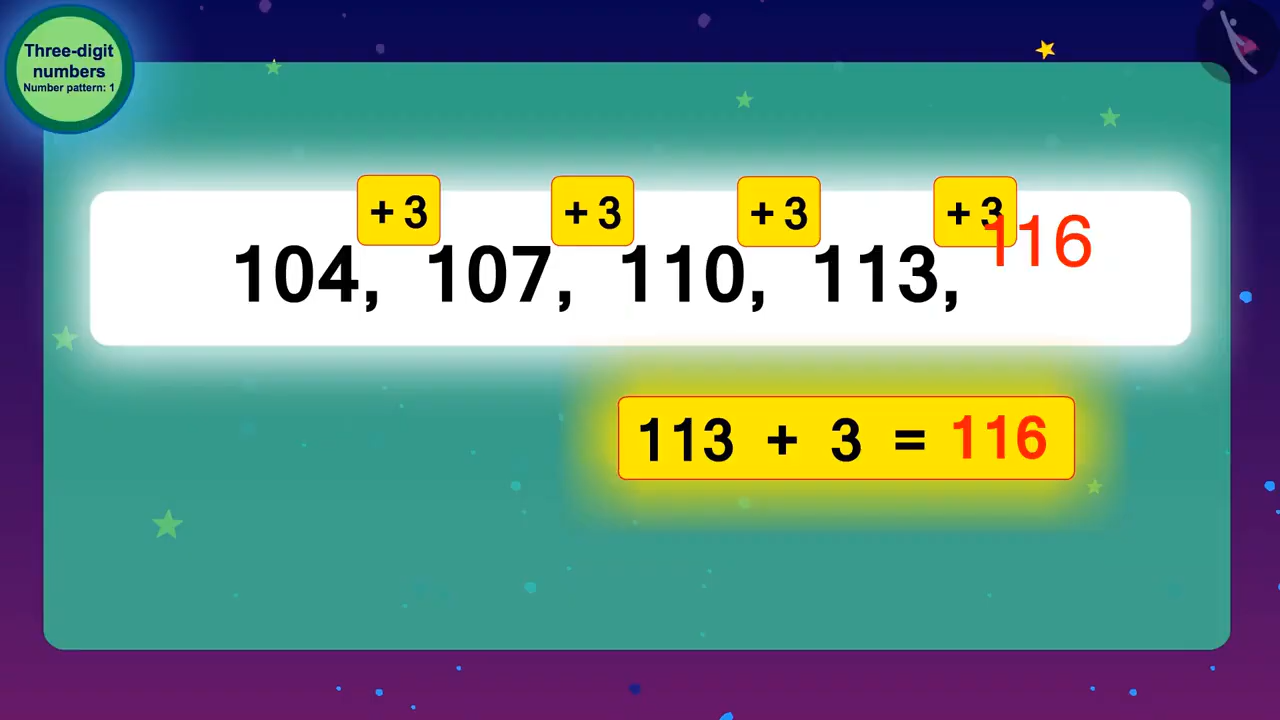 Three-digit
numbers
Number pattern: 1
+ 3 + 3 + 3 + 3
104, 107, 110, 113, 116
113 + 3 = 116